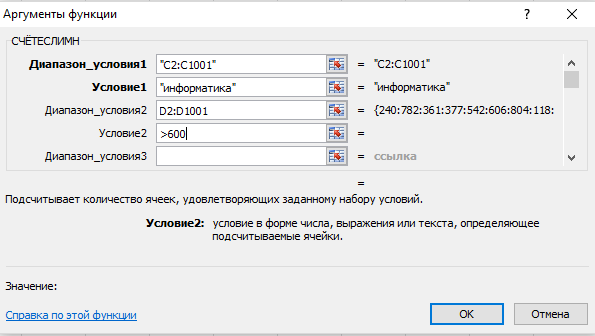 Аргументы функции ? ×
СЧЁТЕСЛИМН
Диапазон_условия1 "C2:C1001" = "C2:C1001"
Условие1 "информатика" = "информатика"
Диапазон_условия2 D2:D1001 = {240:782:361:377:542:606:804:118:
Условие2 >600 =
Диапазон_условия3 = ссылка
=
Подсчитывает количество ячеек, удовлетворяющих заданному набору условий.
Условие2: условие в форме числа, выражения или текста, определяющее
подсчитываемые ячейки.
Значение:
Справка по этой функции ОК Отмена